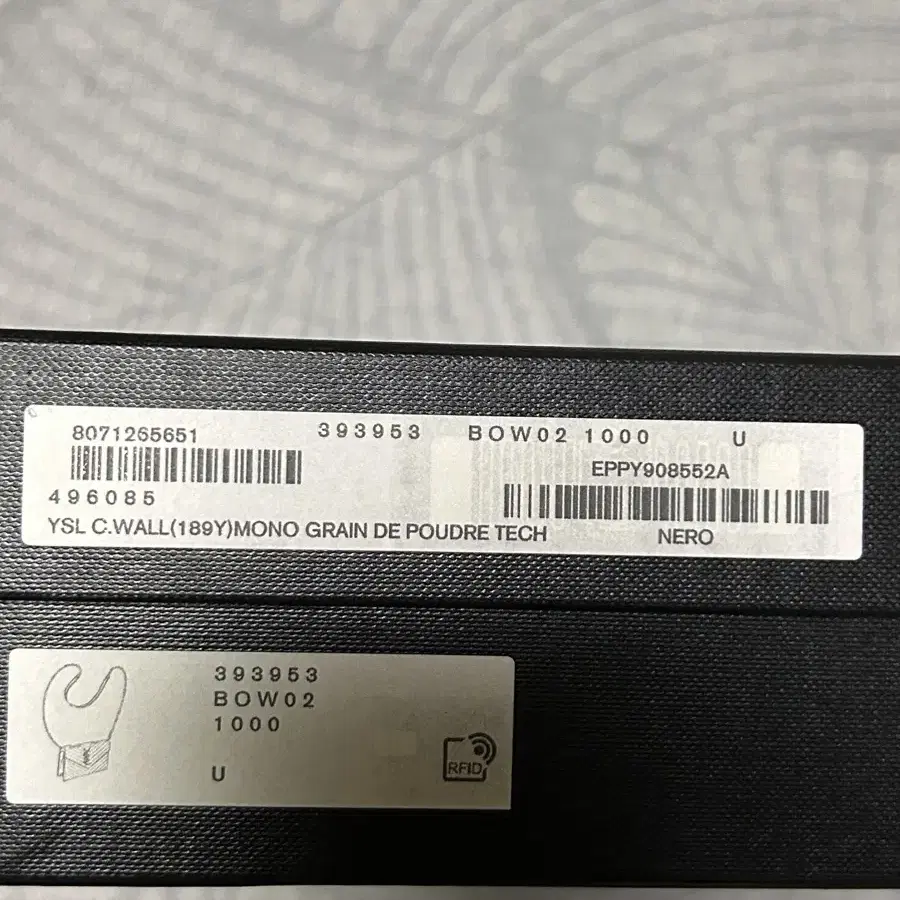 8071265651
393953 BOW02 1000 U
EPPY908552A
496085
YSL C.WALL(189Y)MONO GRAIN DE POUDRE TECH NERO
393953
BOW02
1000
U
RFID